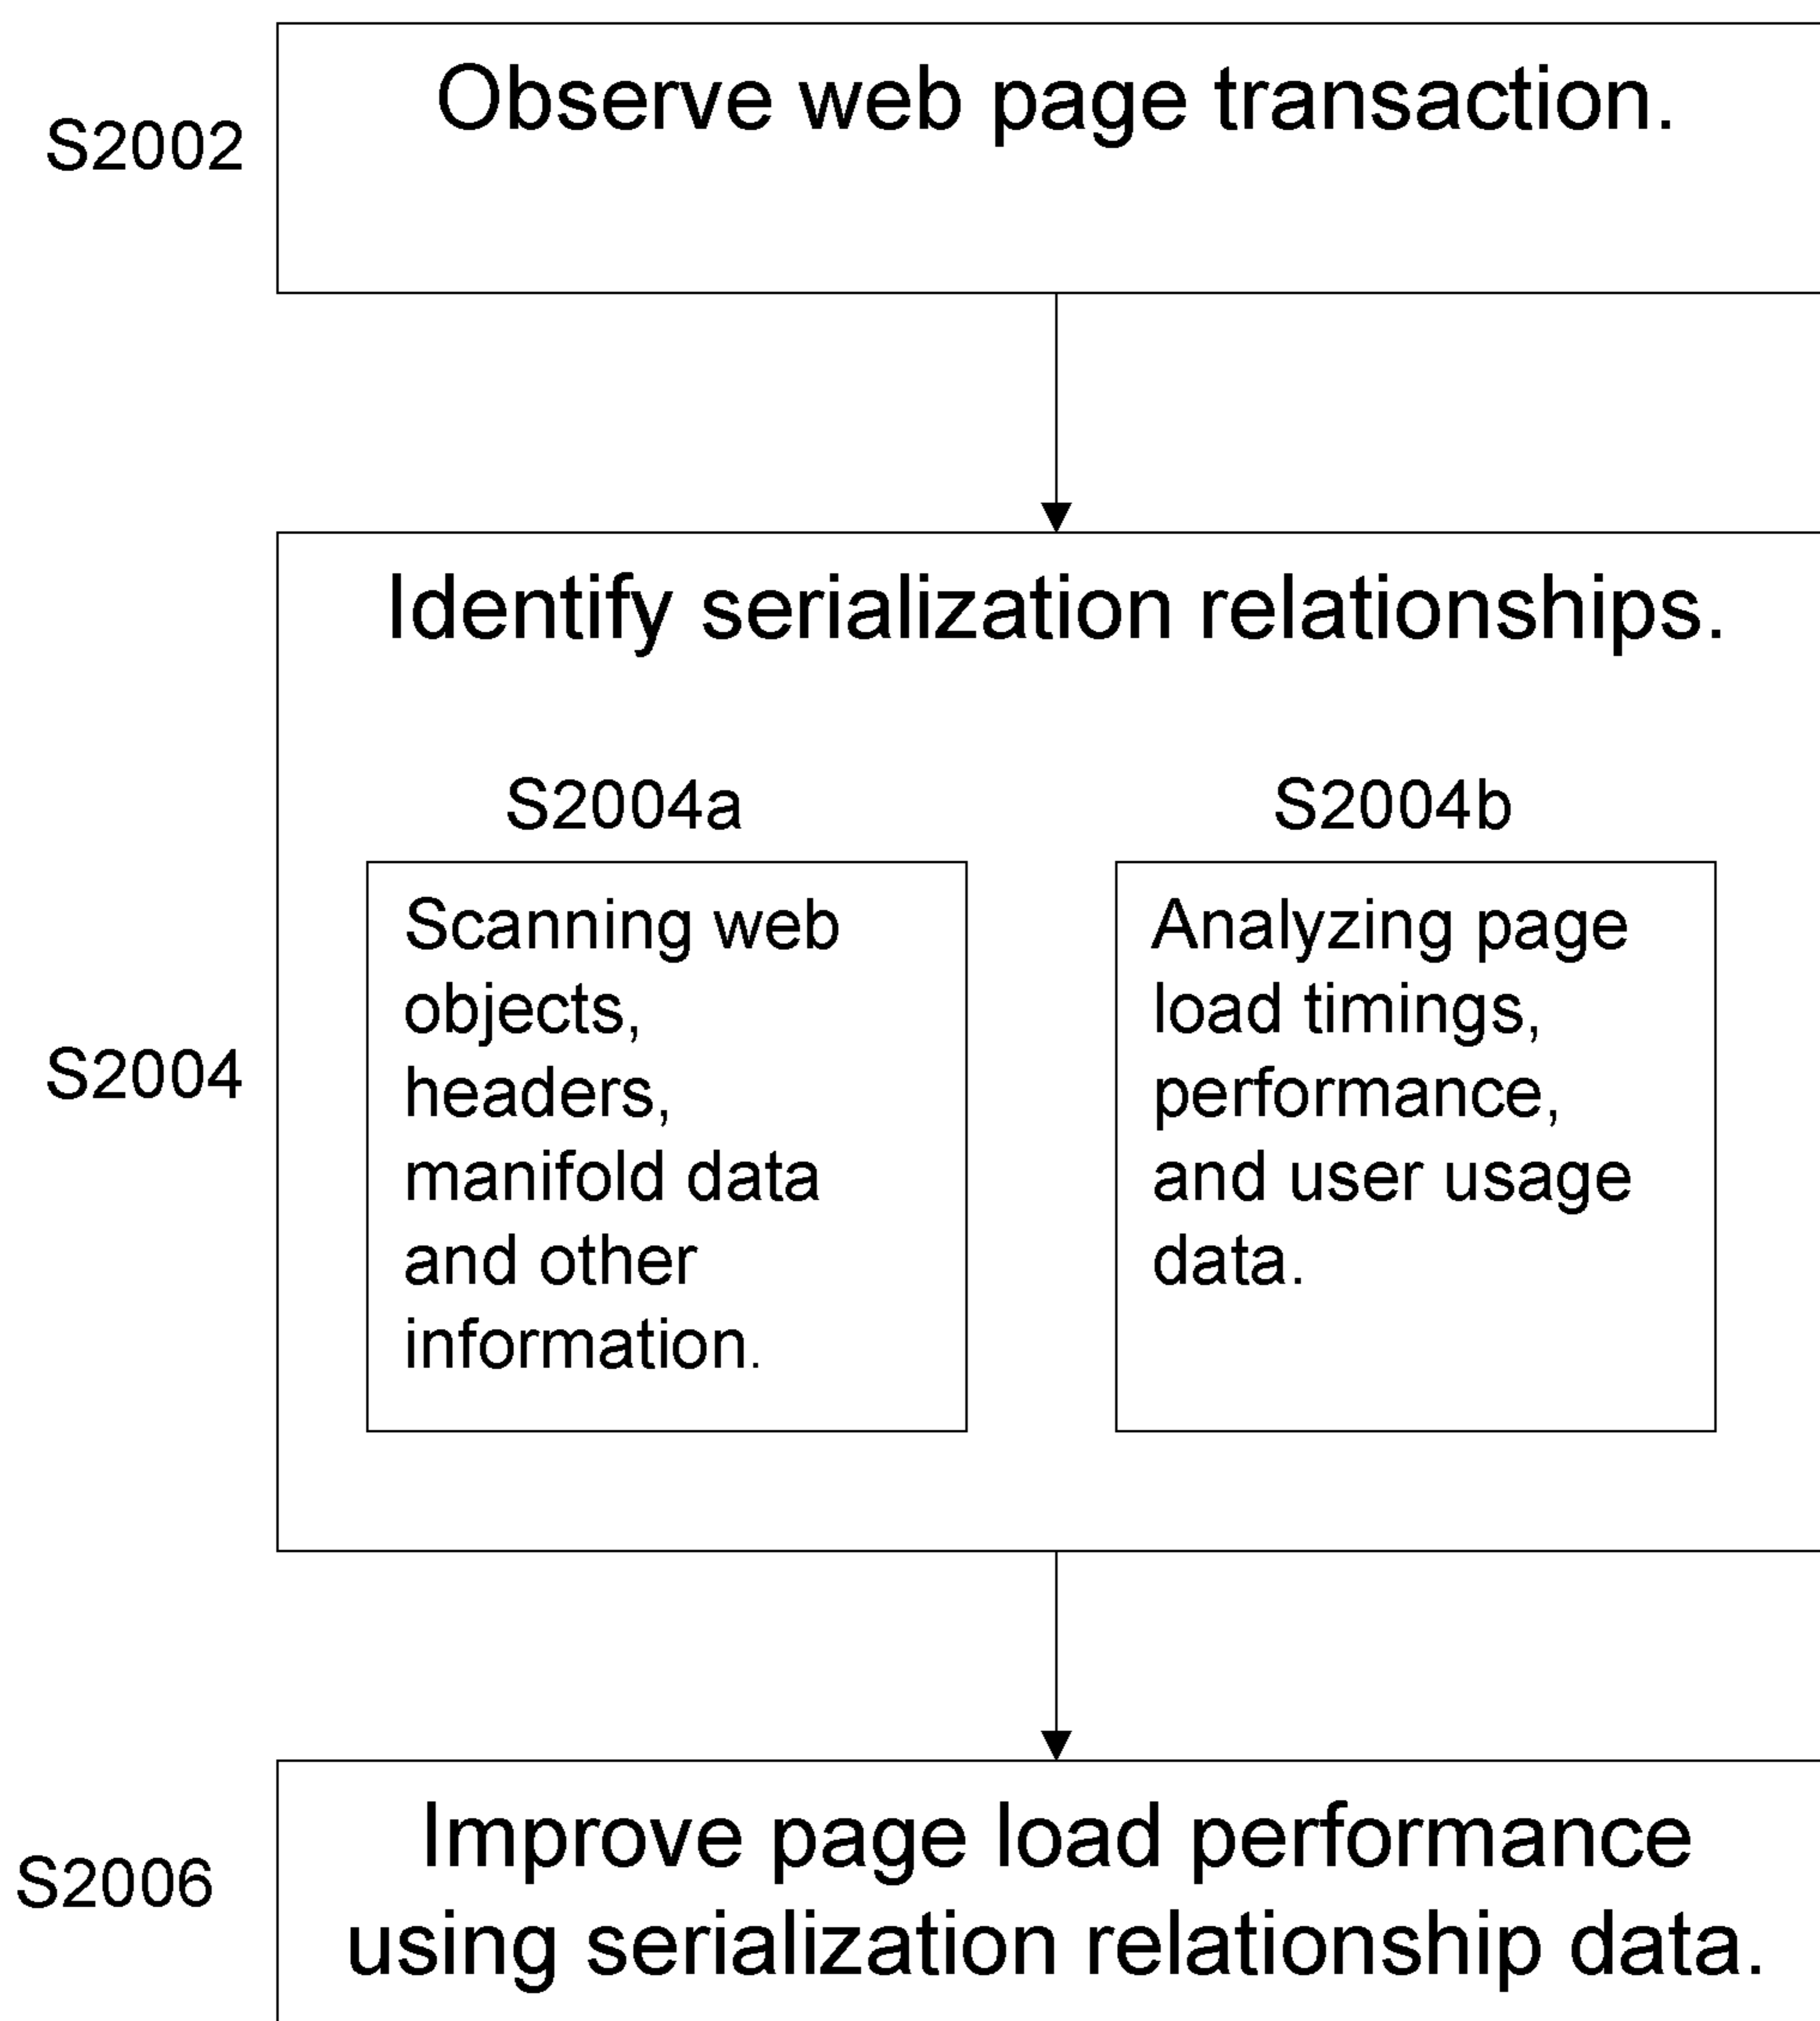 S2002
Observe web page transaction.
S2004
Identify serialization relationships.
S2004a
Scanning web
objects,
headers,
manifold data
and other
information.
S2004b
Analyzing page
load timings,
performance,
and user usage
data.
S2006
Improve page load performance
using serialization relationship data.